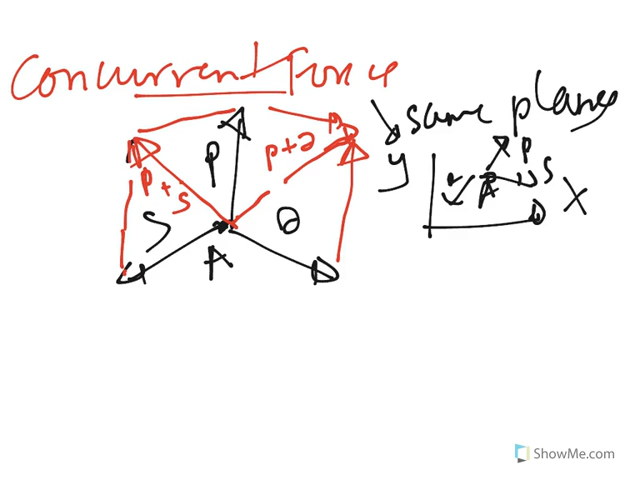 Concurrent Force
same plane
P
P+S
P+Q
S
Q
A
y
P
S
A
X
ShowMe.com